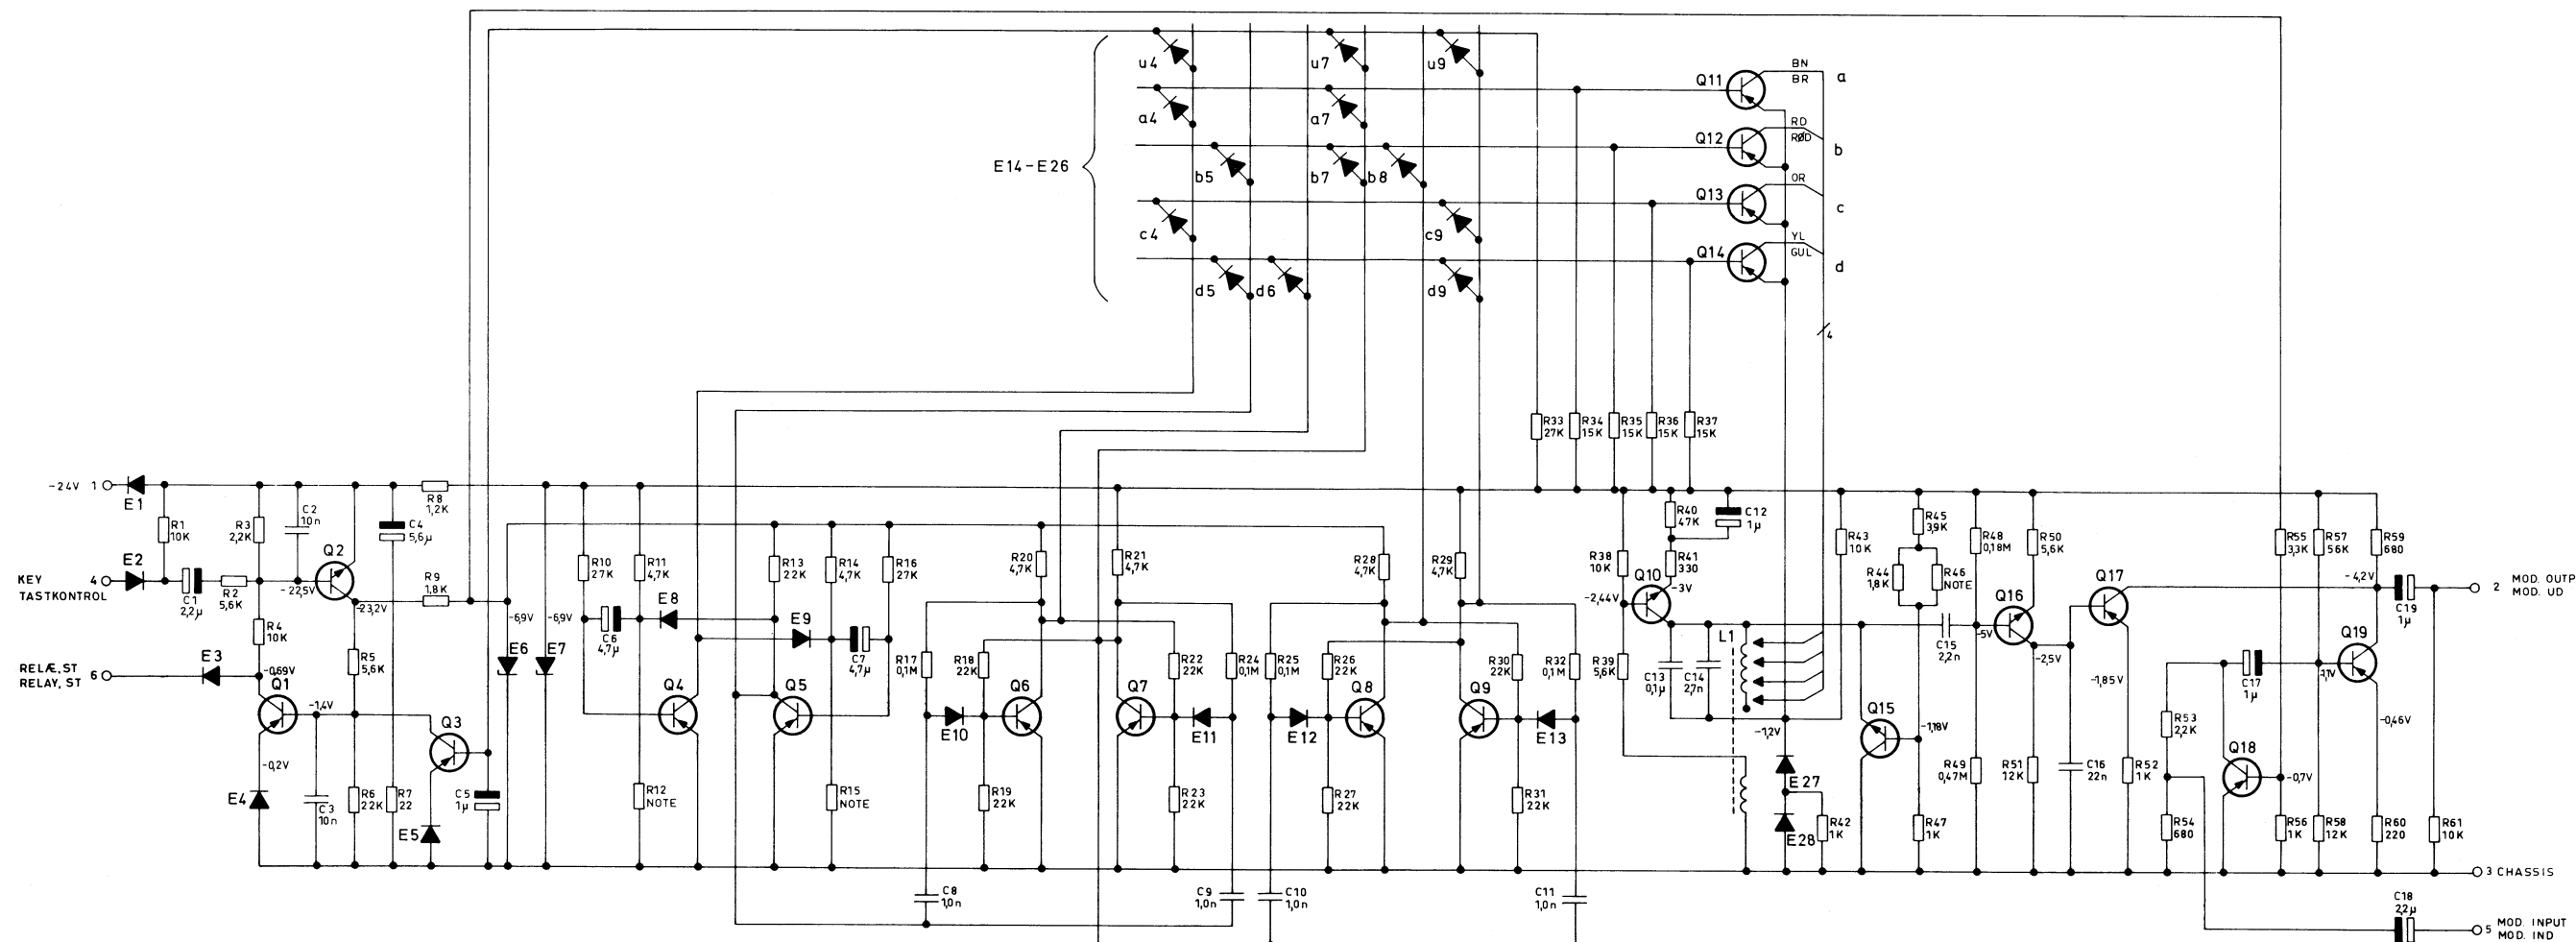 u4
u7
u9
a4
a7
E14-E26
b5
b7
b8
c4
c9
d5
d6
d9
Q11
BN
BR
a
Q12
RD
RØD
b
Q13
OR
c
Q14
YL
GUL
d
4
R33
27K
R34
15K
R35
15K
R36
15K
R37
15K
-24V 1
E1
R1
10K
R3
2,2K
C2
10n
C4
5,6µ
R8
1,2K
E2
KEY
TASTKONTROL
4
C1
2,2µ
R2
5,6K
Q2
-22,5V
-23,2V
R9
1,8K
R4
10K
R5
5,6K
RELÆ,ST
RELAY, ST
6
E3
-0,69V
Q1
-1,4V
Q3
-0,2V
E4
C3
10n
R6
22K
R7
22
E5
C5
1µ
-6,9V
E6
-6,9V
E7
R10
27K
R11
4,7K
C6
4,7µ
E8
R13
22K
R14
4,7K
R16
27K
E9
C7
4,7µ
Q4
Q5
R12
NOTE
R15
NOTE
R17
0,1M
R18
22K
R20
4,7K
R21
4,7K
R22
22K
R24
0,1M
E10
Q6
Q7
E11
R19
22K
R23
22K
C8
1,0n
C9
1,0n
R25
0,1M
R26
22K
R28
4,7K
R29
4,7K
R30
22K
R32
0,1M
E12
Q8
Q9
E13
R27
22K
R31
22K
C10
1,0n
C11
1,0n
R38
10K
R40
47K
C12
1µ
R41
330
Q10
-3V
-2,44V
R39
5,6K
C13
0,1µ
C14
2,7n
L1
-1,2V
E27
E28
R42
1K
R43
10K
R45
3,9K
R44
1,8K
R46
NOTE
Q15
-1,18V
R47
1K
C15
2,2n
R48
0,18M
R50
5,6K
-5V
Q16
-2,5V
R49
0,47M
R51
12K
C16
22n
Q17
-1,85V
R52
1K
R55
3,3K
R57
56K
R59
680
-4,2V
C19
1µ
2
MOD. OUTP
MOD. UD
C17
1µ
Q19
R53
2,2K
-0,46V
Q18
-0,7V
R54
680
R56
1K
R58
12K
R60
220
R61
10K
3 CHASSIS
C18
2,2µ
5
MOD. INPUT
MOD. IND